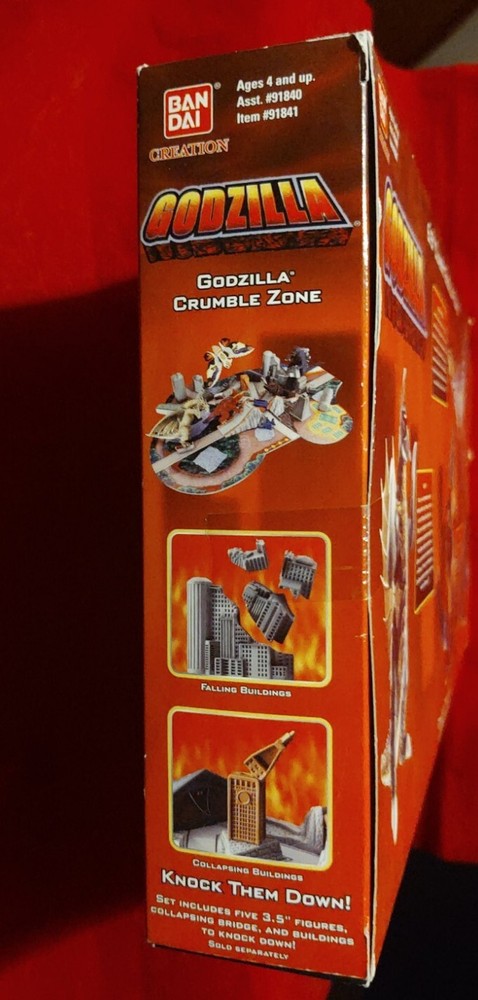 BAN
DAI
®
CREATION
Ages 4 and up.
Asst. #91840
Item #91841
GODZILLA
GODZILLA®
CRUMBLE ZONE
FALLING BUILDINGS
COLLAPSING BUILDINGS
KNOCK THEM DOWN!
SET INCLUDES FIVE 3.5" FIGURES,
COLLAPSING BRIDGE, AND BUILDINGS
TO KNOCK DOWN!
SOLD SEPARATELY